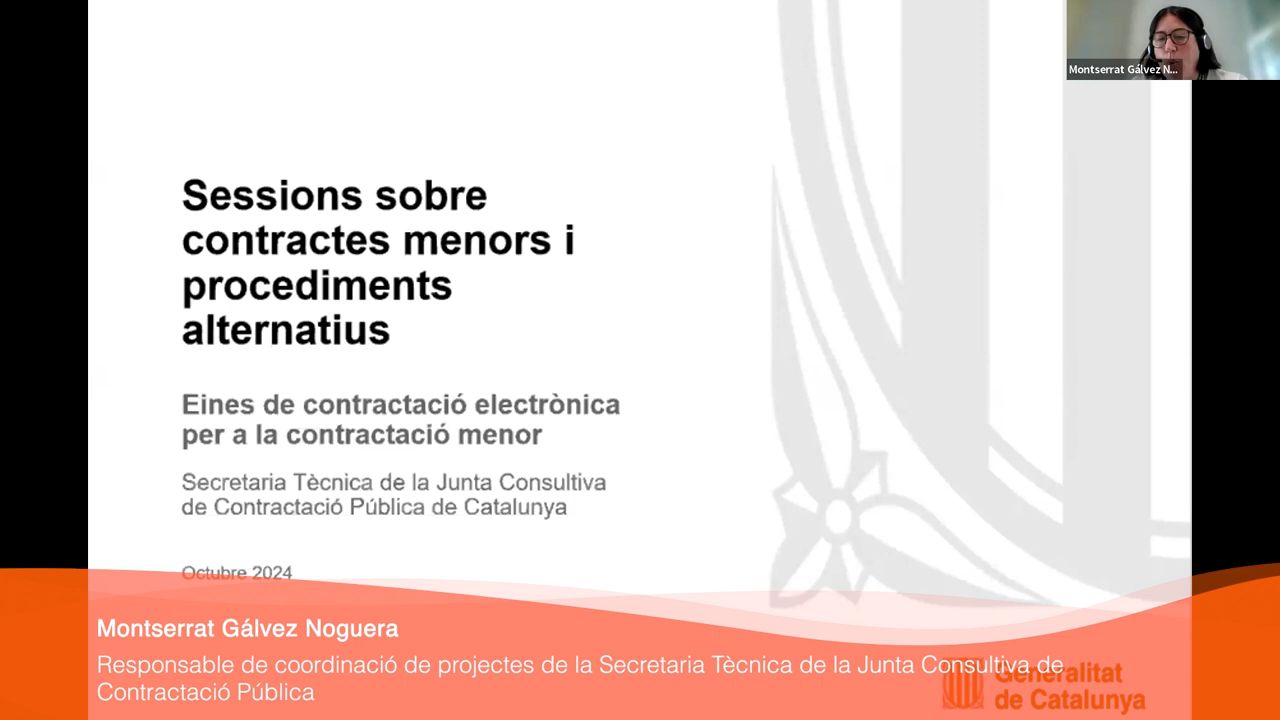 Montserrat Gálvez N...
Sessions sobre
contractes menors i
procediments
alternatius
Eines de contractació electrònica
per a la contractació menor
Secretaria Tècnica de la Junta Consultiva
de Contractació Pública de Catalunya
Octubre 2024
Montserrat Gálvez Noguera
Responsable de coordinació de projectes de la Secretaria Tècnica de la Junta Consultiva de
Contractació Pública
Generalitat
de Catalunya